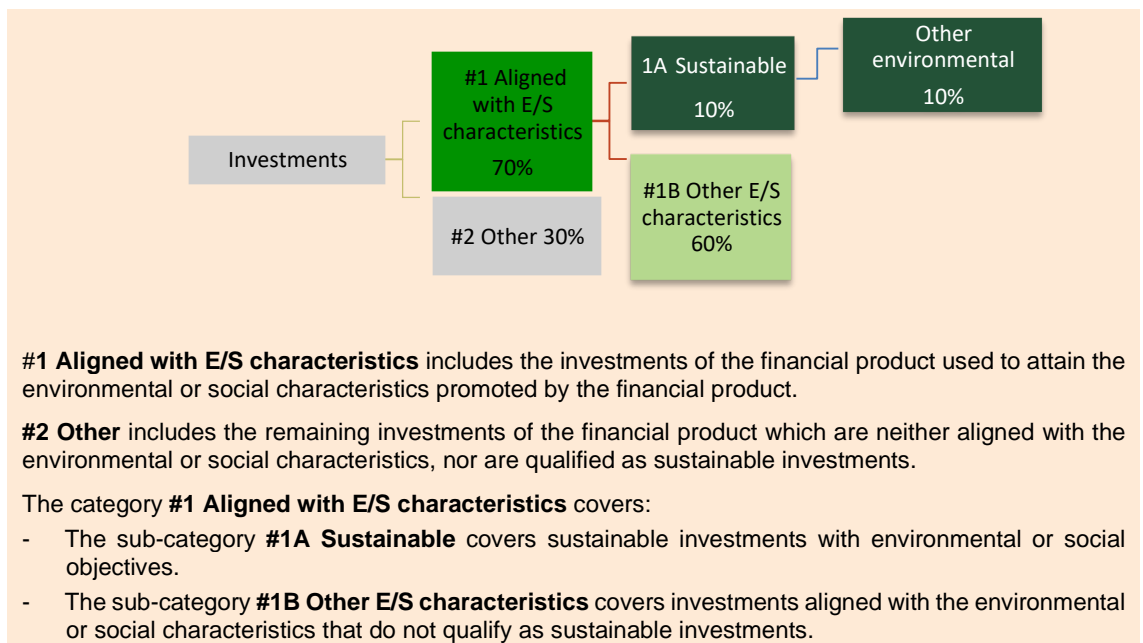 Investments
#1 Aligned
with E/S
characteristics
70%
#2 Other 30%
1A Sustainable
10%
#1B Other E/S
characteristics
60%
Other
environmental
10%
#1 Aligned with E/S characteristics includes the investments of the financial product used to attain the
environmental or social characteristics promoted by the financial product.
#2 Other includes the remaining investments of the financial product which are neither aligned with the
environmental or social characteristics, nor are qualified as sustainable investments.
The category #1 Aligned with E/S characteristics covers:
- The sub-category #1A Sustainable covers sustainable investments with environmental or social
objectives.
- The sub-category #1B Other E/S characteristics covers investments aligned with the environmental
or social characteristics that do not qualify as sustainable investments.